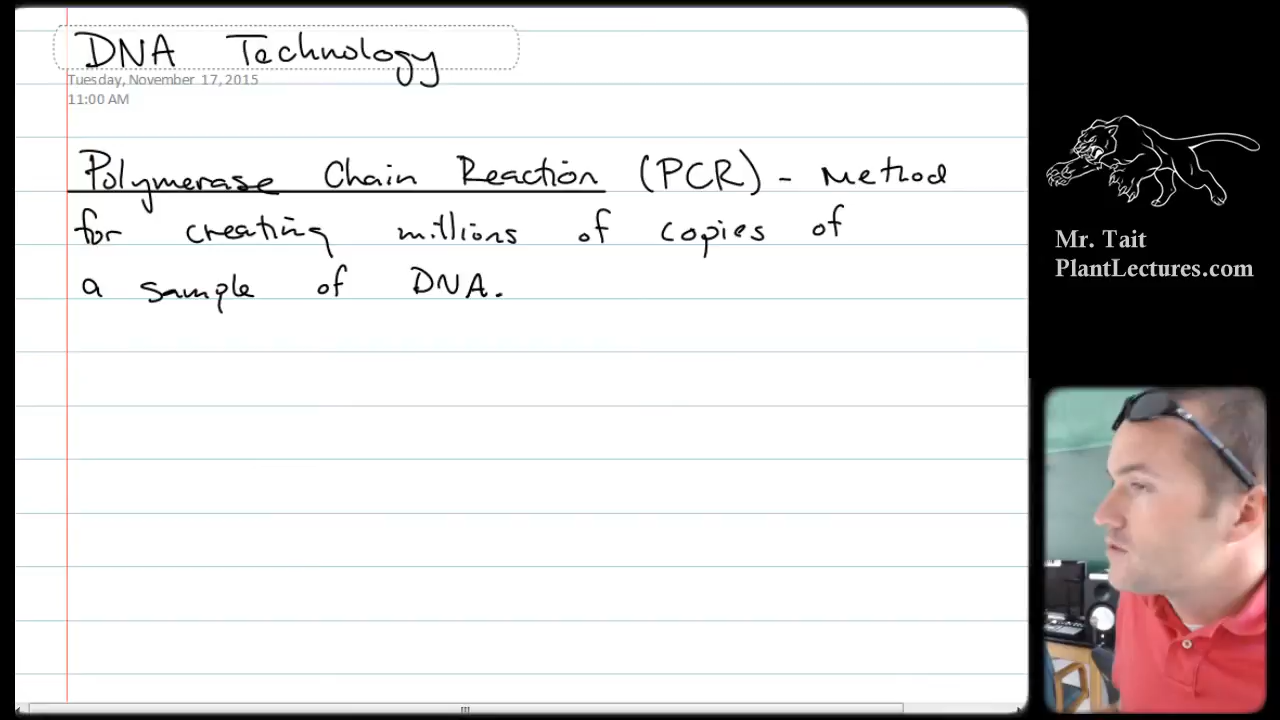 DNA Technology
Tuesday, November 17, 2015
11:00 AM
Polymerase Chain Reaction (PCR) - Method
for creating millions of copies of
a sample of DNA.
Mr. Tait
PlantLectures.com